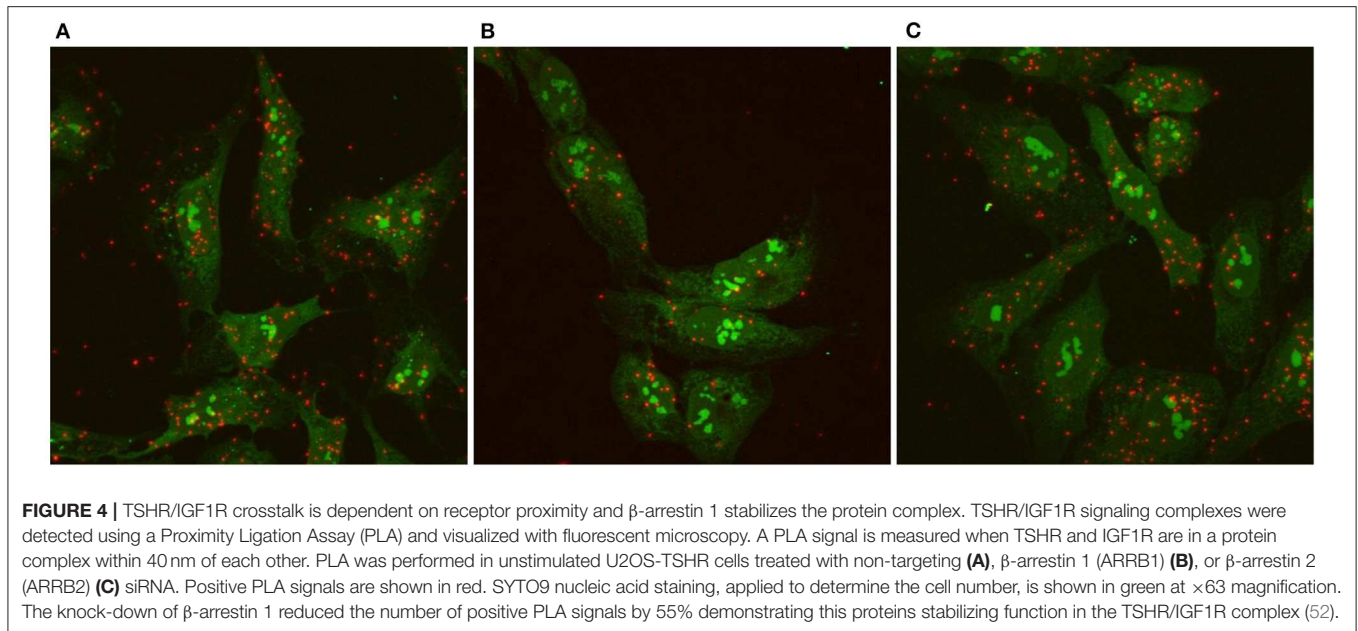 A
B
C
FIGURE 4 | TSHR/IGF1R crosstalk is dependent on receptor proximity and β-arrestin 1 stabilizes the protein complex. TSHR/IGF1R signaling complexes were
detected using a Proximity Ligation Assay (PLA) and visualized with fluorescent microscopy. A PLA signal is measured when TSHR and IGF1R are in a protein
complex within 40 nm of each other. PLA was performed in unstimulated U2OS-TSHR cells treated with non-targeting (A), β-arrestin 1 (ARRB1) (B), or β-arrestin 2
(ARRB2) (C) siRNA. Positive PLA signals are shown in red. SYTO9 nucleic acid staining, applied to determine the cell number, is shown in green at ×63 magnification.
The knock-down of β-arrestin 1 reduced the number of positive PLA signals by 55% demonstrating this proteins stabilizing function in the TSHR/IGF1R complex (52).